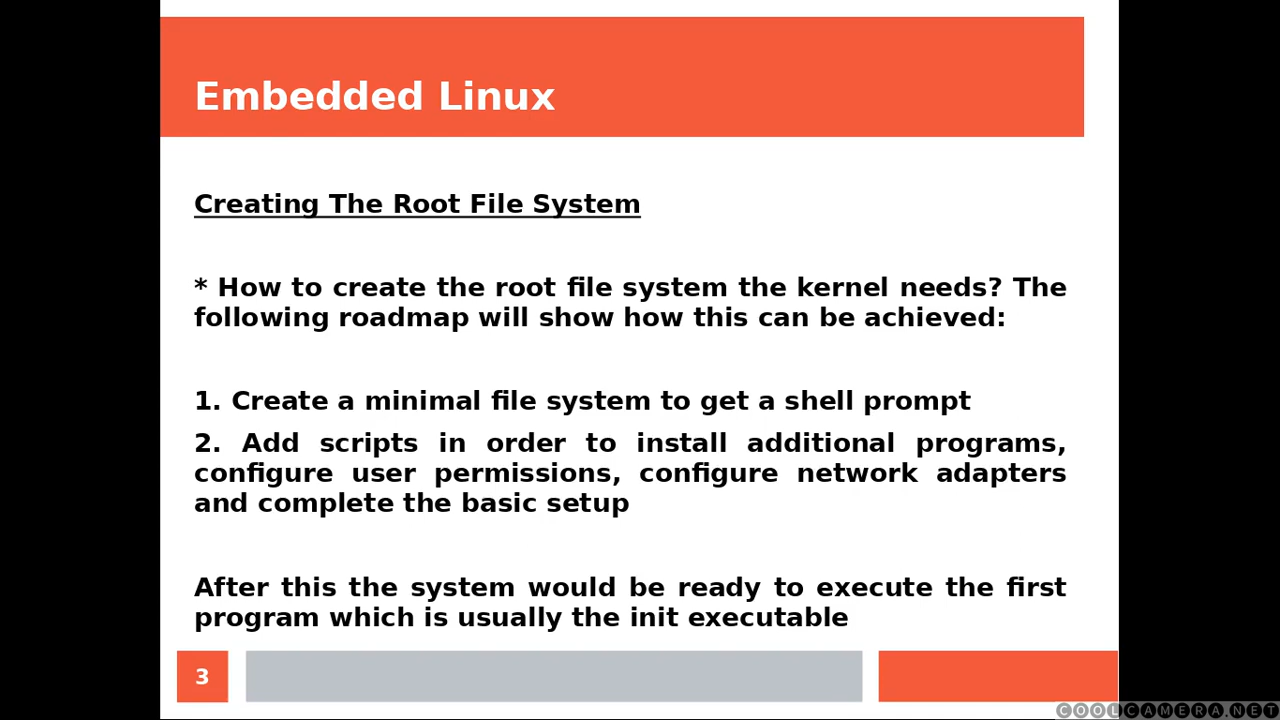 Embedded Linux
Creating The Root File System
* How to create the root file system the kernel needs? The
following roadmap will show how this can be achieved:
1. Create a minimal file system to get a shell prompt
2. Add scripts in order to install additional programs,
configure user permissions, configure network adapters
and complete the basic setup
After this the system would be ready to execute the first
program which is usually the init executable
3
COOLCAMERA.NET